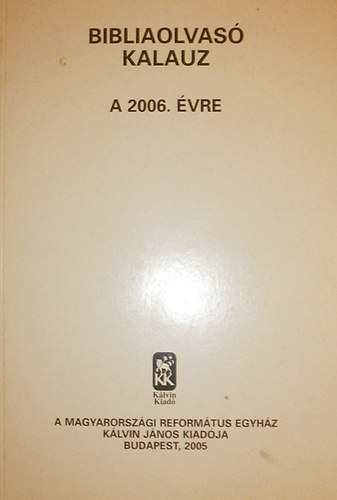 BIBLIAOLVASÓ
KALAUZ
A 2006. ÉVRE
KK
Kálvin
Kiadó
A MAGYARORSZÁGI REFORMÁTUS EGYHÁZ
KÁLVIN JÁNOS KIADÓJA
BUDAPEST, 2005